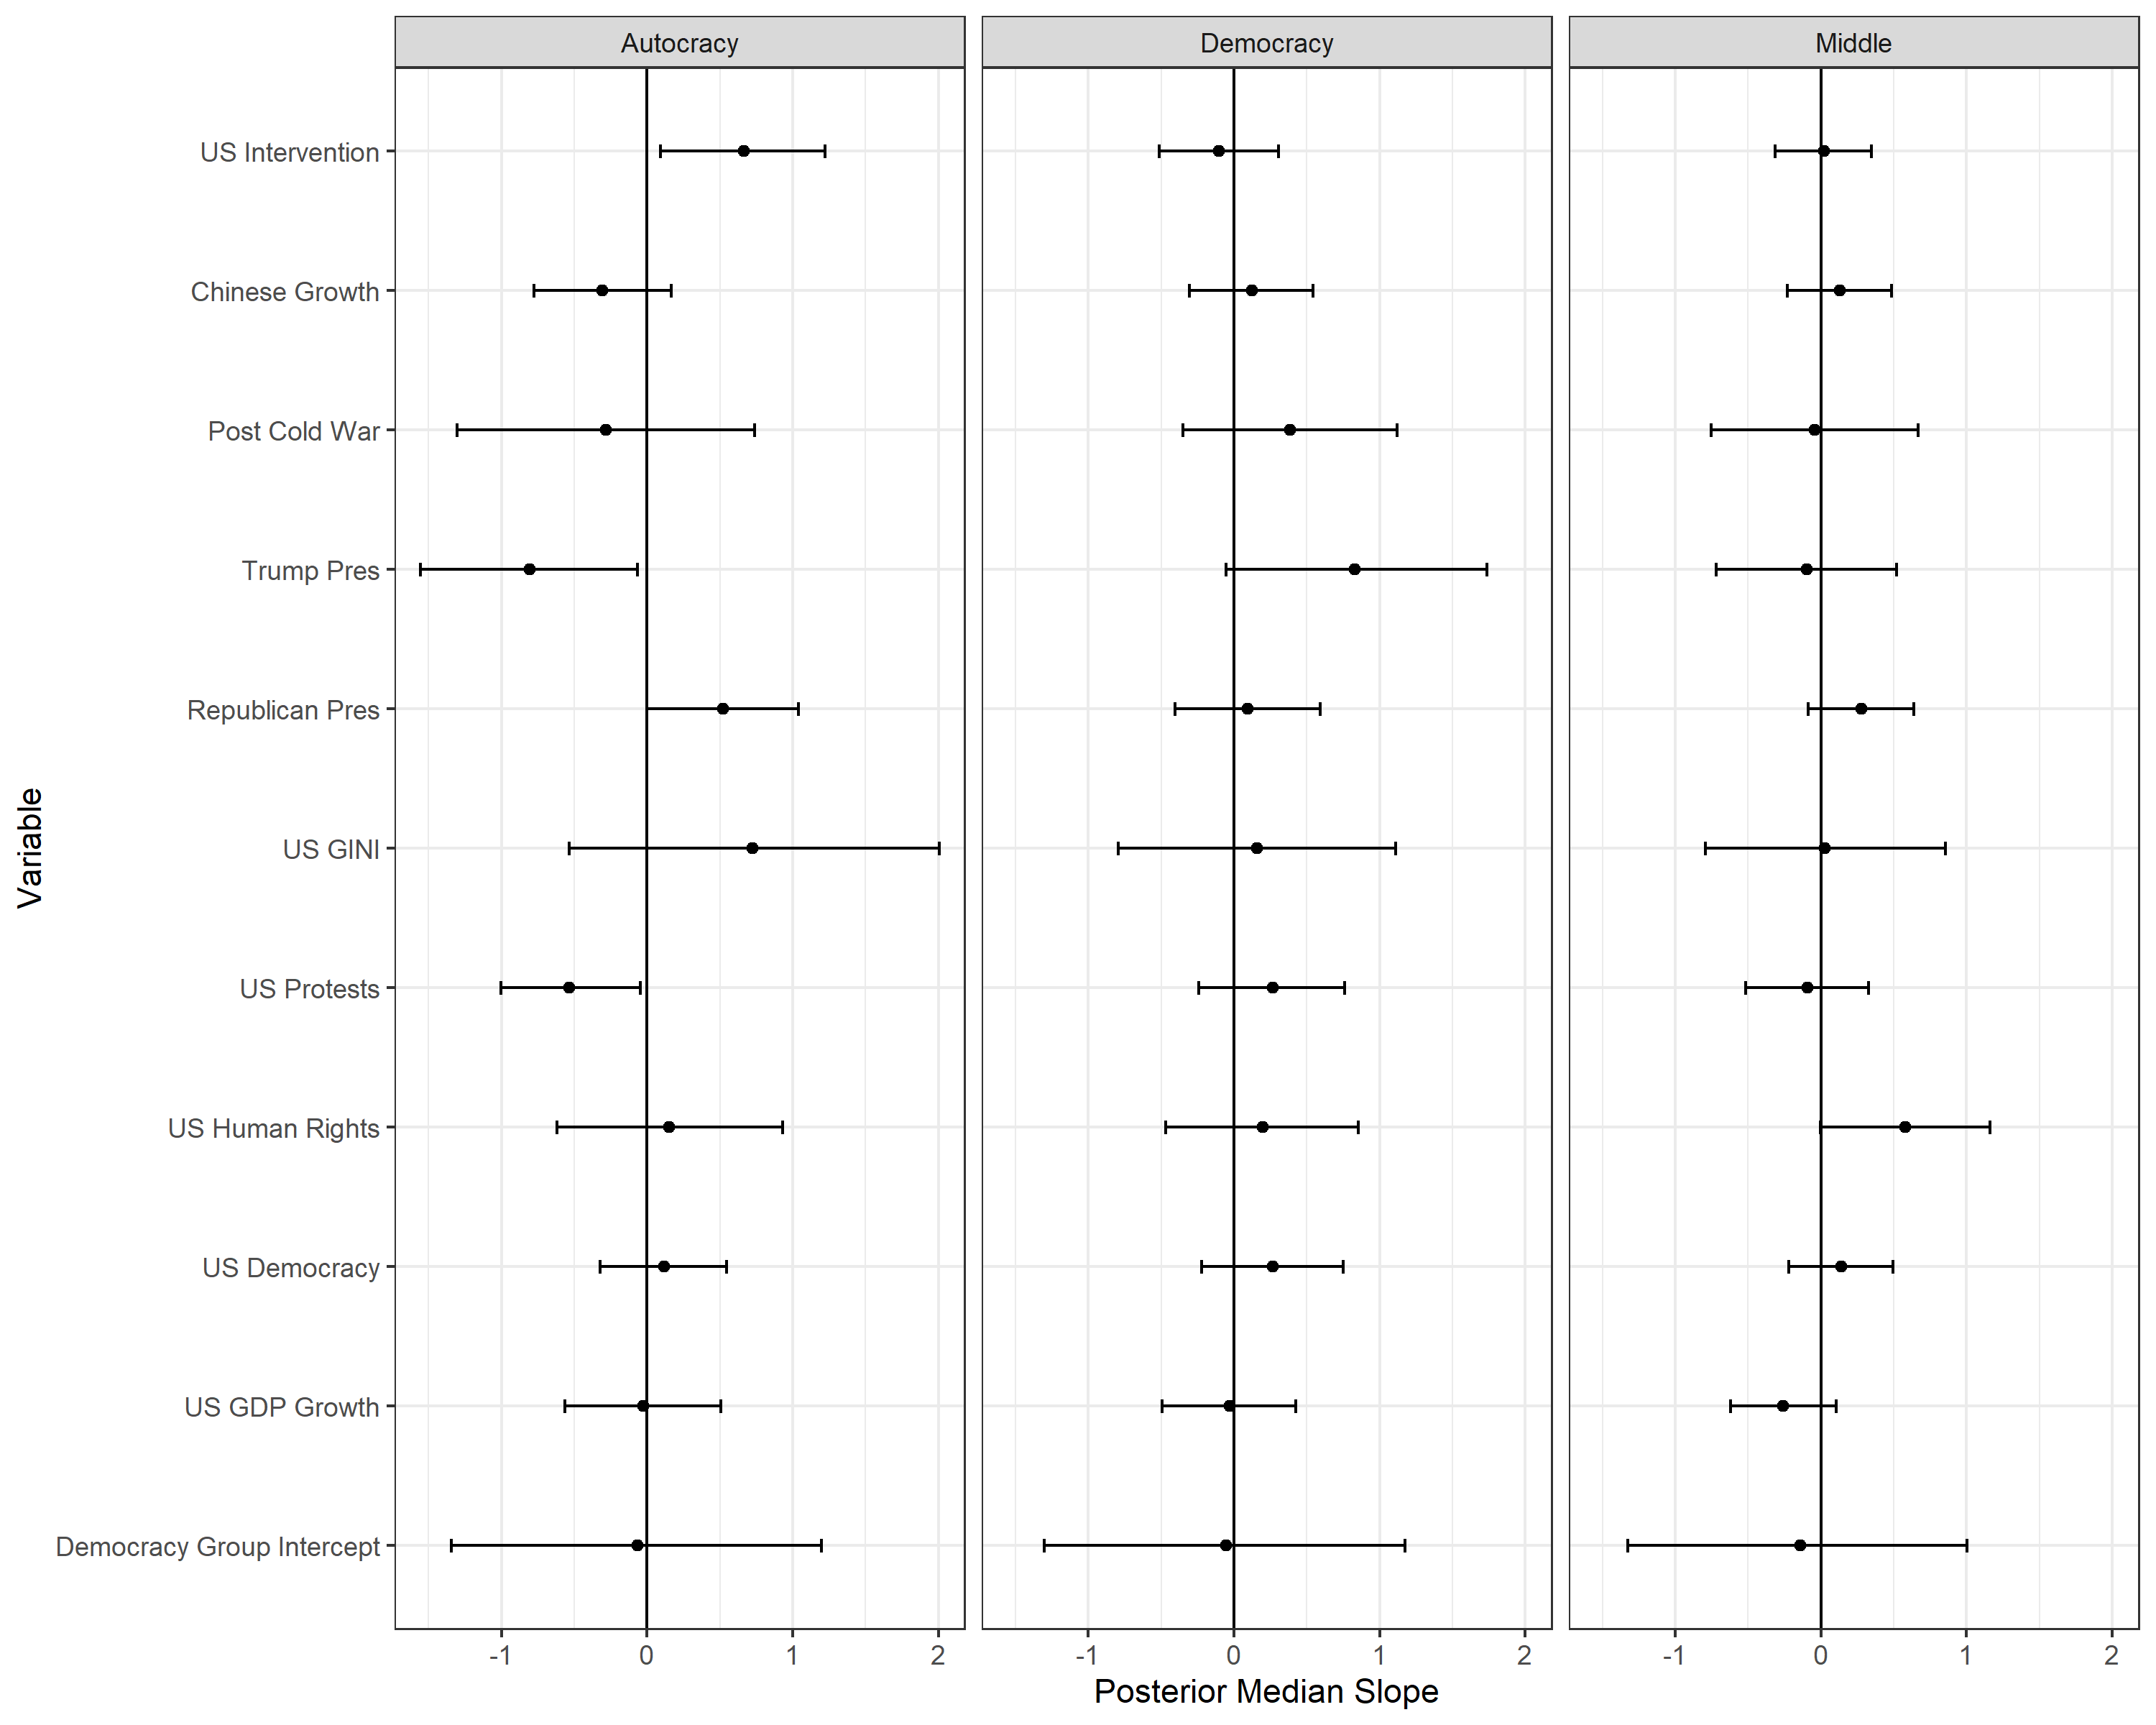 Autocracy Democracy Middle
US Intervention
Chinese Growth
Post Cold War
Trump Pres
Republican Pres
US GINI
US Protests
US Human Rights
US Democracy
US GDP Growth
Democracy Group Intercept
Variable
-1 0 1 2 -1 0 1 2 -1 0 1 2
Posterior Median Slope